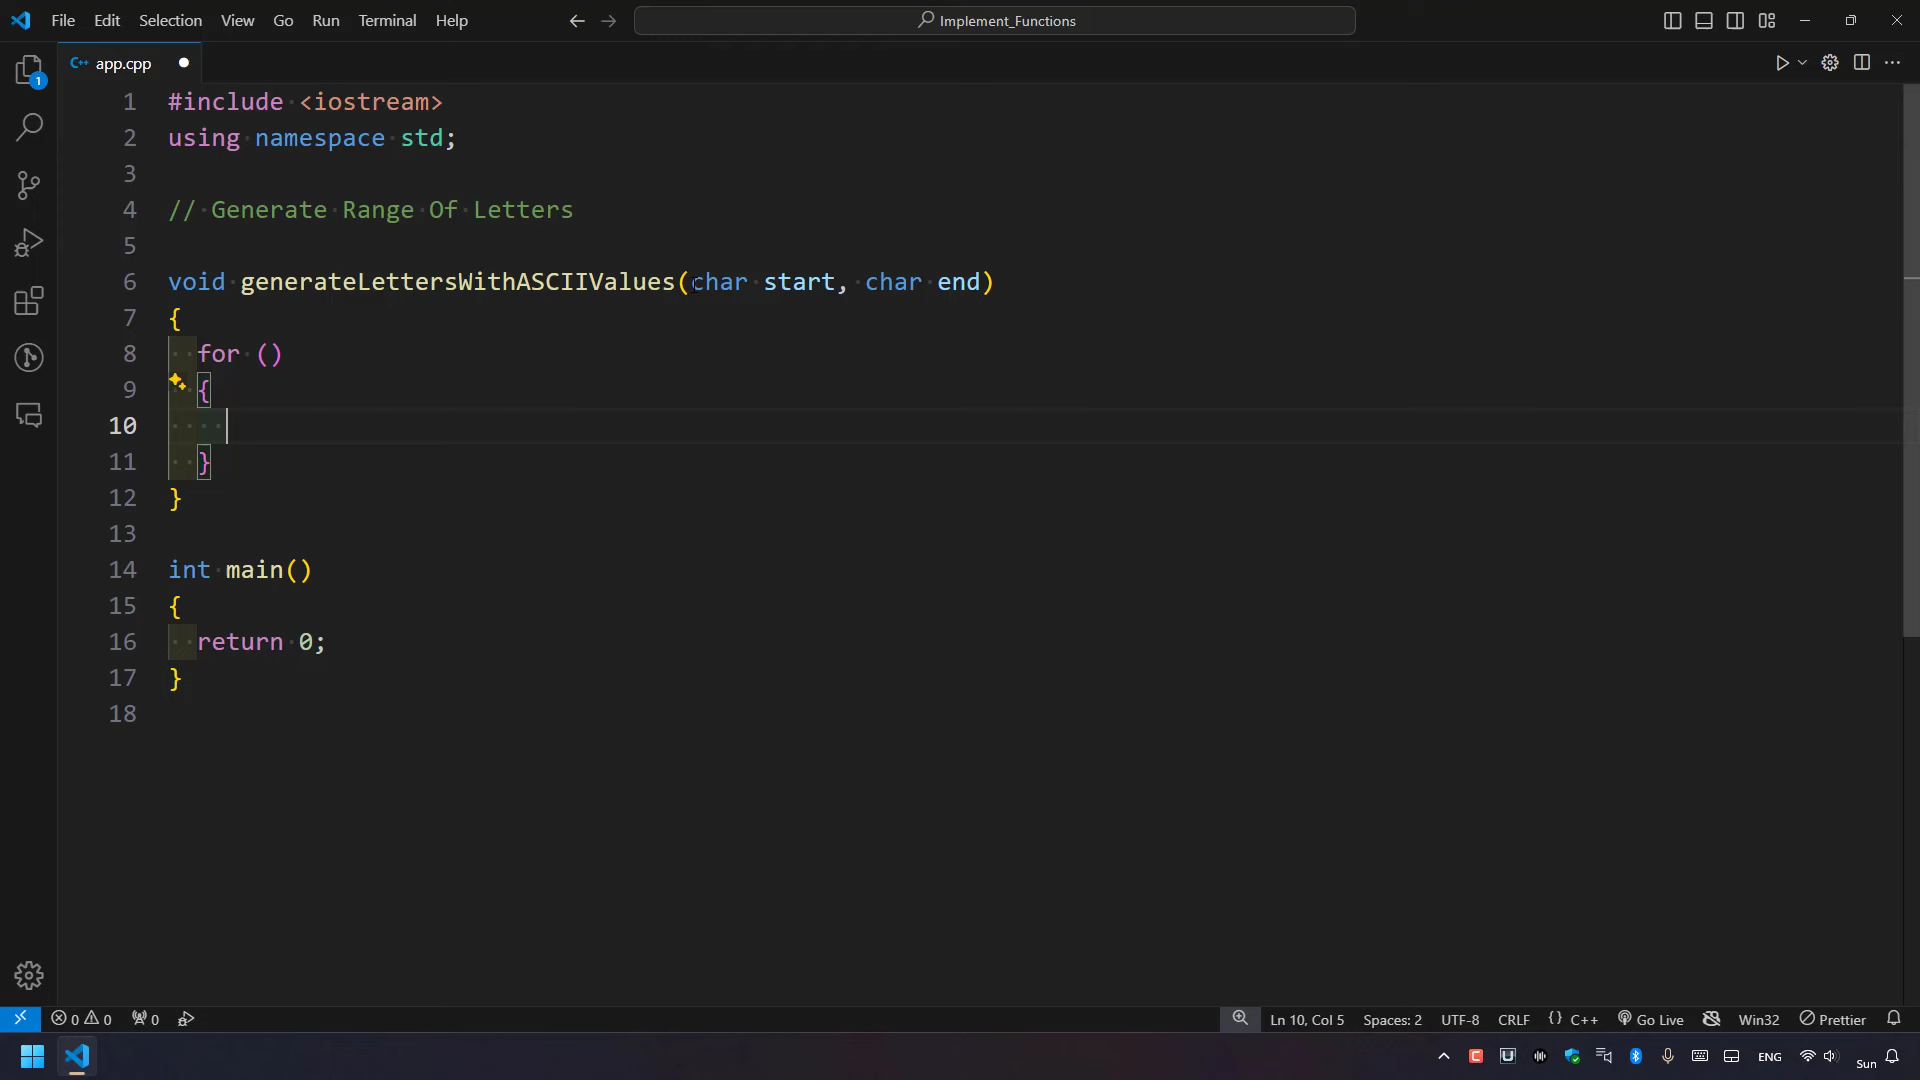 File Edit Selection View Go Run Terminal Help
Implement_Functions
C++ app.cpp
1
1 #include <iostream>
2 using namespace std;
3
4 // Generate Range Of Letters
5
6 void generateLettersWithASCIIValues(char start, char end)
7 {
8 for ()
9 {
10
11 }
12 }
13
14 int main()
15 {
16 return 0;
17 }
18
0 0 0 Ln 10, Col 5 Spaces: 2 UTF-8 CRLF {} C++ Go Live Win32 Prettier
ENG Sun